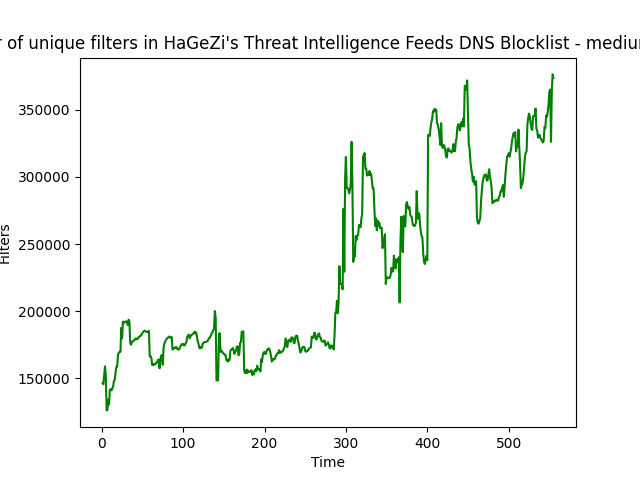 r of unique filters in HaGeZi's Threat Intelligence Feeds DNS Blocklist - medium
350000
300000
250000
200000
150000
Filters
0 100 200 300 400 500
Time